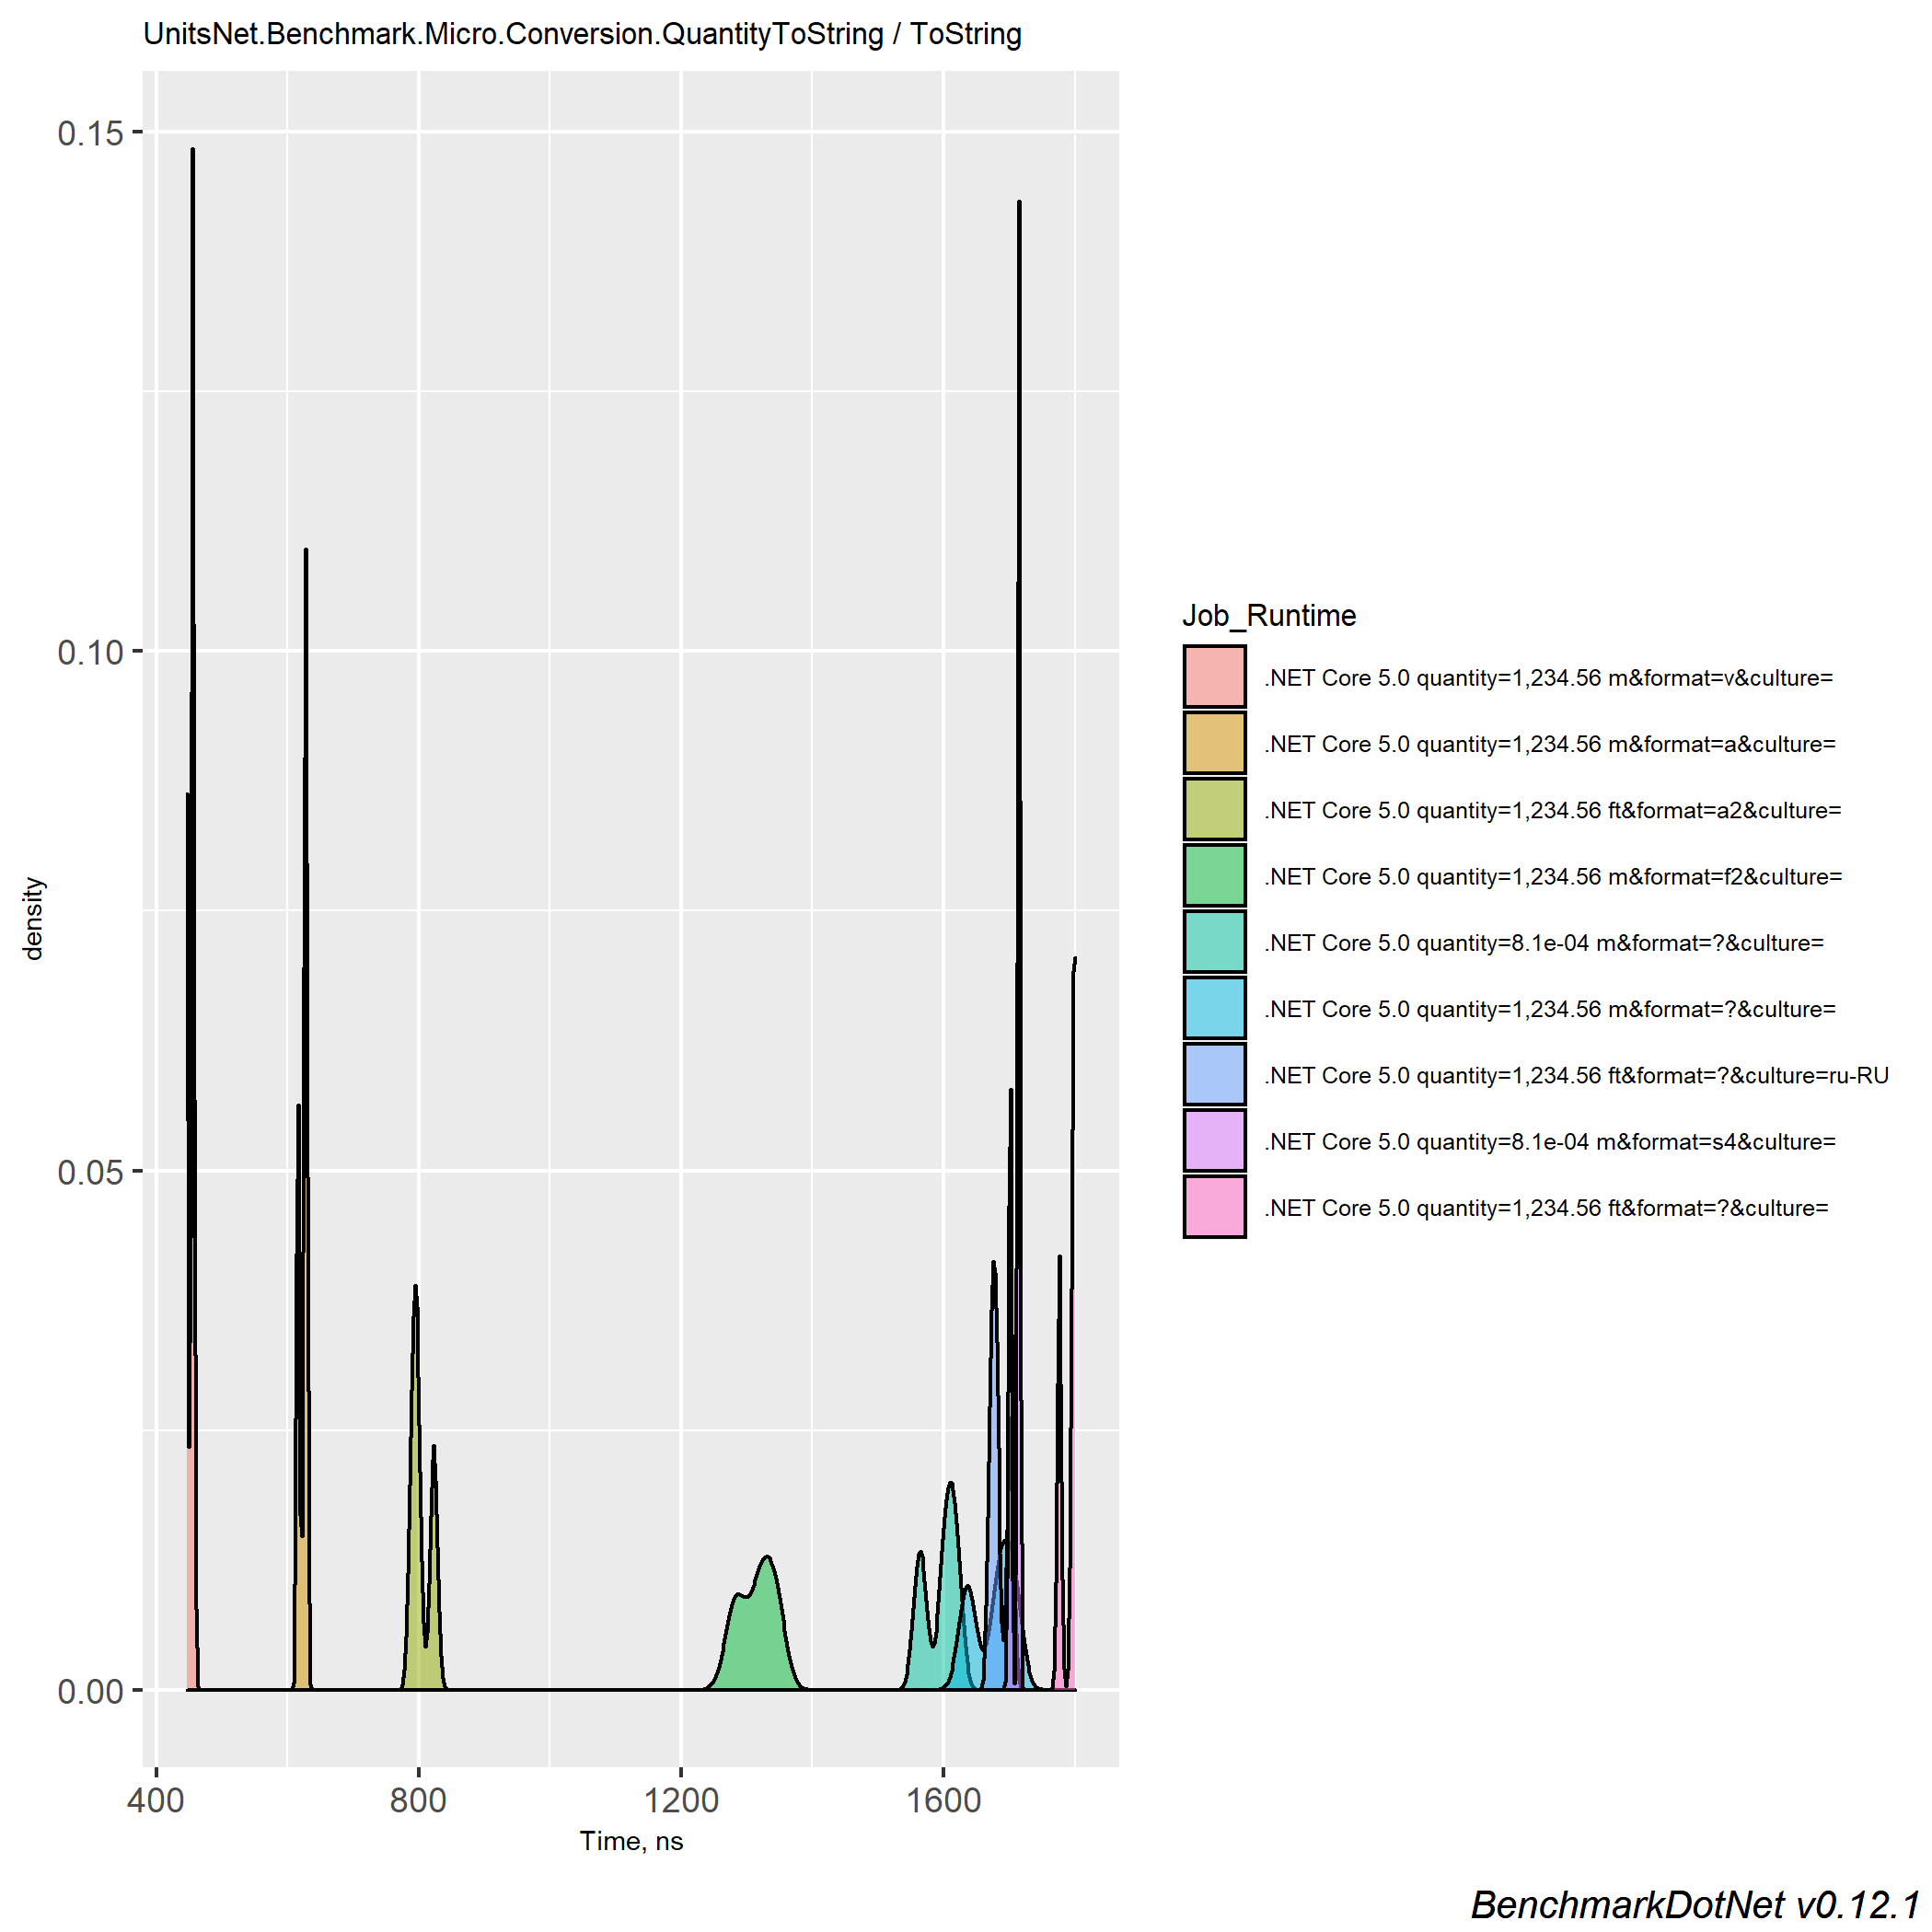 UnitsNet.Benchmark.Micro.Conversion.QuantityToString / ToString
0.15
0.10
0.05
0.00
density
400 800 1200 1600
Time, ns
Job_Runtime
.NET Core 5.0 quantity=1,234.56 m&format=v&culture=
.NET Core 5.0 quantity=1,234.56 m&format=a&culture=
.NET Core 5.0 quantity=1,234.56 ft&format=a2&culture=
.NET Core 5.0 quantity=1,234.56 m&format=f2&culture=
.NET Core 5.0 quantity=8.1e-04 m&format=?&culture=
.NET Core 5.0 quantity=1,234.56 m&format=?&culture=
.NET Core 5.0 quantity=1,234.56 ft&format=?&culture=ru-RU
.NET Core 5.0 quantity=8.1e-04 m&format=s4&culture=
.NET Core 5.0 quantity=1,234.56 ft&format=?&culture=
BenchmarkDotNet v0.12.1